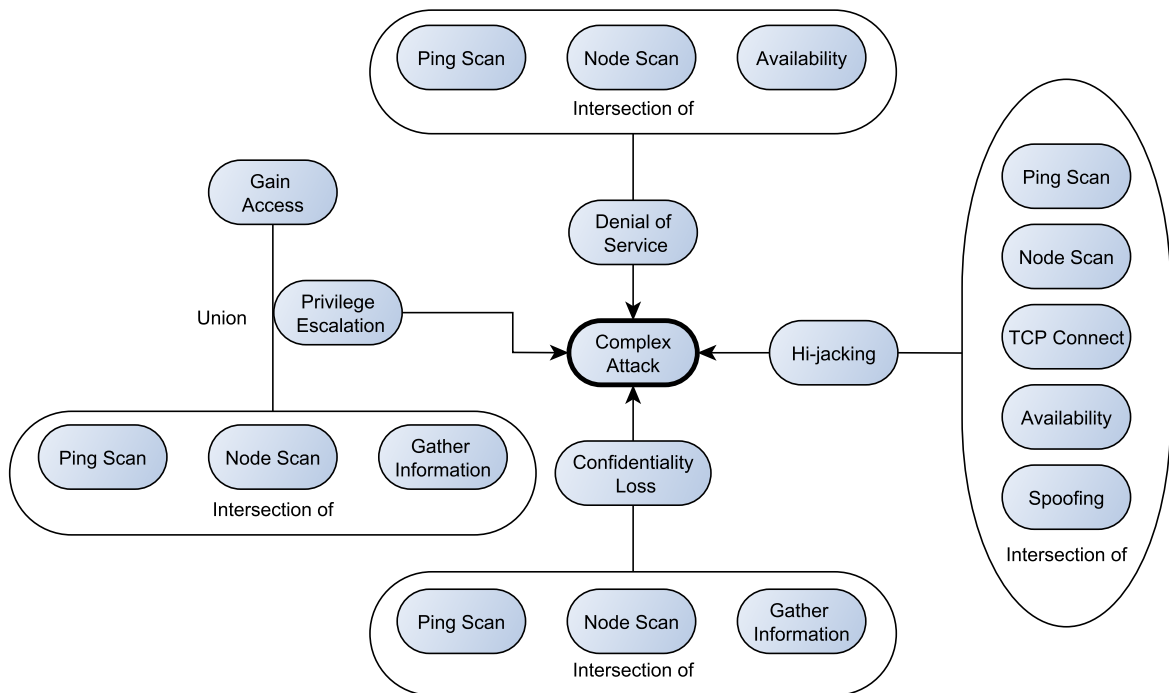 Ping Scan
Node Scan
Availability
Intersection of
Gain
Access
Union
Privilege
Escalation
Denial of
Service
Complex
Attack
Hi-jacking
Ping Scan
Node Scan
TCP Connect
Availability
Spoofing
Intersection of
Ping Scan
Node Scan
Gather
Information
Intersection of
Confidentiality
Loss
Ping Scan
Node Scan
Gather
Information
Intersection of